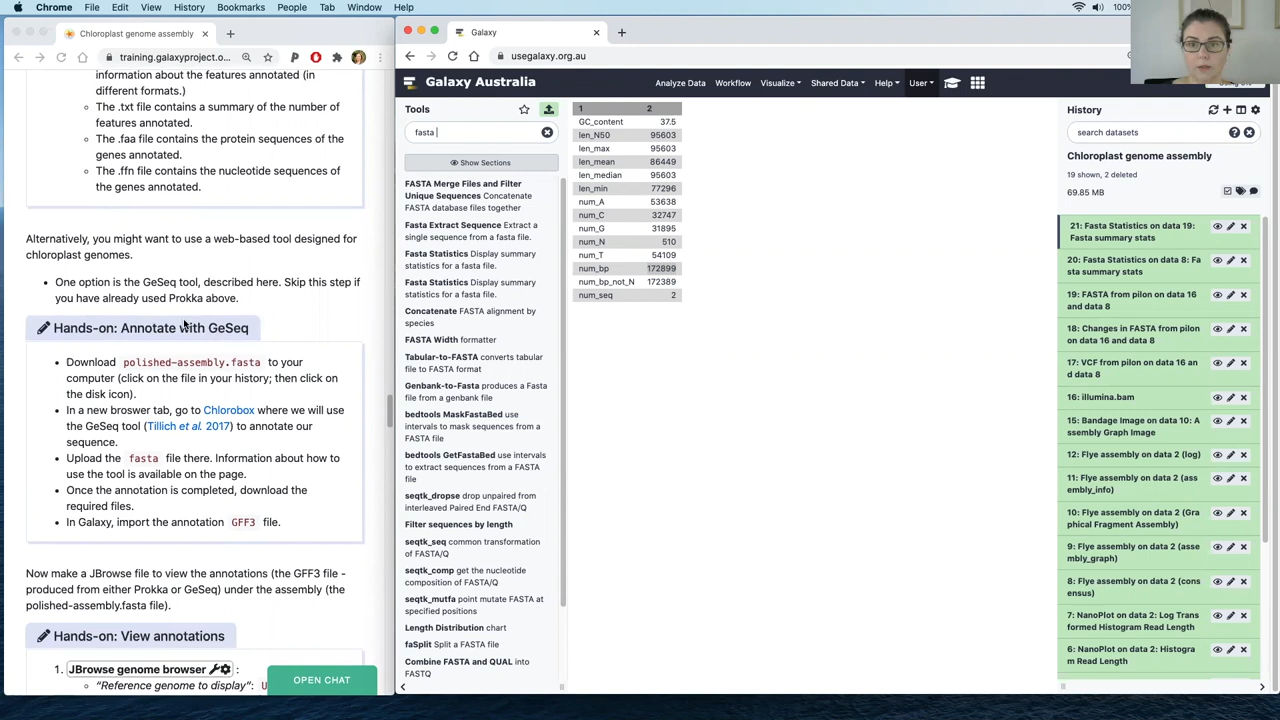 Chrome File Edit View History Bookmarks People Tab Window Help
100%
Chloroplast genome assembly
training.galaxyproject.o...
information about the features annotated (in
different formats.)
The .txt file contains a summary of the number of
features annotated.
The .faa file contains the protein sequences of the
genes annotated.
The .ffn file contains the nucleotide sequences of
the genes annotated.
Alternatively, you might want to use a web-based tool designed for
chloroplast genomes.
One option is the GeSeq tool, described here. Skip this step if
you have already used Prokka above.
Hands-on: Annotate with GeSeq
Download polished-assembly.fasta to your
computer (click on the file in your history; then click on
the disk icon).
In a new broswer tab, go to Chlorobox where we will use
the GeSeq tool (Tillich et al. 2017) to annotate our
sequence.
Upload the fasta file there. Information about how to
use the tool is available on the page.
Once the annotation is completed, download the
required files.
In Galaxy, import the annotation GFF3 file.
Now make a JBrowse file to view the annotations (the GFF3 file -
produced from either Prokka or GeSeq) under the assembly (the
polished-assembly.fasta file).
Hands-on: View annotations
1. JBrowse genome browser :
"Reference genome to display": U
OPEN CHAT
Galaxy
usegalaxy.org.au
Galaxy Australia
Analyze Data Workflow Visualize Shared Data Help User
Tools
fasta
Show Sections
FASTA Merge Files and Filter
Unique Sequences Concatenate
FASTA database files together
Fasta Extract Sequence Extract a
single sequence from a fasta file.
Fasta Statistics Display summary
statistics for a fasta file.
Fasta Statistics Display summary
statistics for a fasta file.
Concatenate FASTA alignment by
species
FASTA Width formatter
Tabular-to-FASTA converts tabular
file to FASTA format
Genbank-to-Fasta produces a Fasta
file from a genbank file
bedtools MaskFastaBed use
intervals to mask sequences from a
FASTA file
bedtools GetFastaBed use intervals
to extract sequences from a FASTA
file
seqtk_dropse drop unpaired from
interleaved Paired End FASTA/Q
Filter sequences by length
seqtk_seq common transformation
of FASTA/Q
seqtk_comp get the nucleotide
composition of FASTA/Q
seqtk_mutfa point mutate FASTA at
specified positions
Length Distribution chart
faSplit Split a FASTA file
Combine FASTA and QUAL into
FASTQ
1 2
GC_content 37.5
len_N50 95603
len_max 95603
len_mean 86449
len_median 95603
len_min 77296
num_A 53638
num_C 32747
num_G 31895
num_N 510
num_T 54109
num_bp 172899
num_bp_not_N 172389
num_seq 2
History
search datasets
Chloroplast genome assembly
19 shown, 2 deleted
69.85 MB
21: Fasta Statistics on data 19:
Fasta summary stats
20: Fasta Statistics on data 8: Fa
sta summary stats
19: FASTA from pilon on data 16
and data 8
18: Changes in FASTA from pilon
on data 16 and data 8
17: VCF from pilon on data 16 an
d data 8
16: illumina.bam
15: Bandage Image on data 10: A
ssembly Graph Image
12: Flye assembly on data 2 (log)
11: Flye assembly on data 2 (ass
embly_info)
10: Flye assembly on data 2 (Gra
phical Fragment Assembly)
9: Flye assembly on data 2 (asse
mbly_graph)
8: Flye assembly on data 2 (cons
ensus)
7: NanoPlot on data 2: Log Trans
formed Histogram Read Length
6: NanoPlot on data 2: Histogra
m Read Length